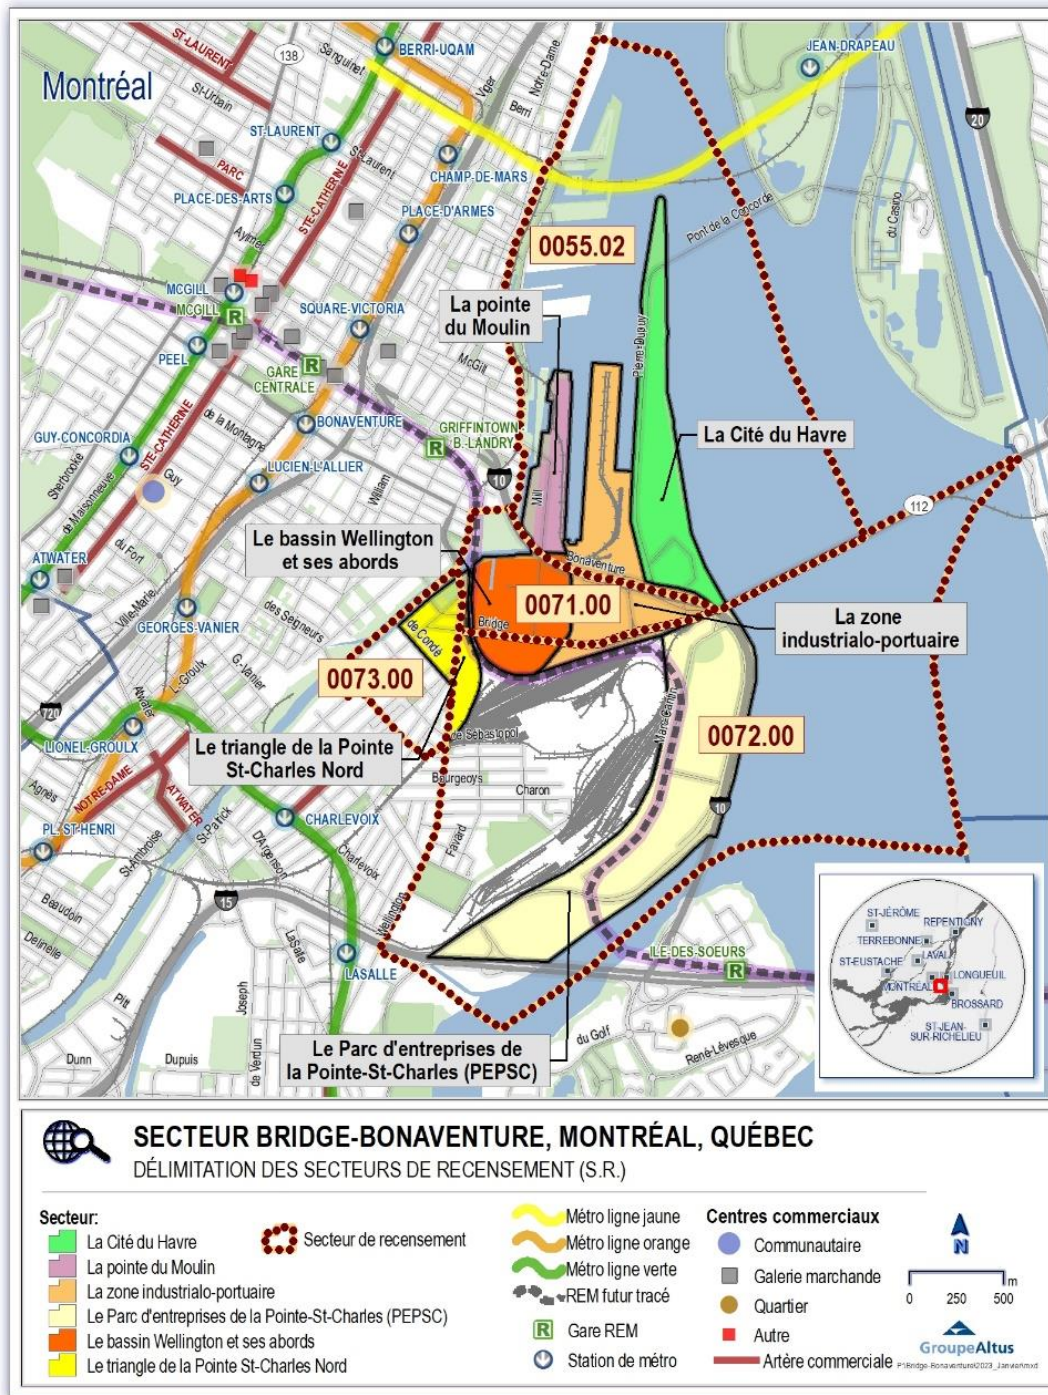 Montréal
ST-LAURENT
St-Urbain
138
Sanguinet
BERRI-UQAM
Viger
Berri
Notre-Dame
JEAN-DRAPEAU
20
ST-LAURENT
St-Laurent
PARC
PLACE-DES-ARTS
STE-CATHERINE
CHAMP-DE-MARS
PLACE-D'ARMES
Aylmer
0055.02
Pont de la Concorde
du Casino
MCGILL
MCGILL
SQUARE-VICTORIA
La pointe
du Moulin
Pierre-Dupuy
PEEL
McGill
GARE
CENTRALE
GUY-CONCORDIA
de la Montagne
BONAVENTURE
GRIFFINTOWN
B.-LANDRY
La Cité du Havre
STE-CATHERINE
Sherbrooke
de Maisonneuve
Guy
LUCIEN-L'ALLIER
William
10
Mill
112
du Fort
ATWATER
Le bassin Wellington
et ses abords
Bonaventure
Ville-Marie
des Seigneurs
GEORGES-VANIER
0071.00
Bridge
La zone
industrialo-portuaire
de Condé
G.-Vanier
L.-Groulx
Atwater
0073.00
720
LIONEL-GROULX
Le triangle de la Pointe
St-Charles Nord
de Sébastopol
Marc-Cantin
0072.00
Bourgeoys
Charon
Agnès
NOTRE-DAME
ATWATER
St-Patrick
CHARLEVOIX
10
PL. ST-HENRI
St-Ambroise
D'Argenson
Charlevoix
Favard
Beaudoin
15
Wellington
Delinelle
LaSalle
LASALLE
ILE-DES-SOEURS
Pitt
Joseph
Dunn
Dupuis
de Verdun
Le Parc d'entreprises de
la Pointe-St-Charles (PEPSC)
du Golf
René-Lévesque
ST-JÉRÔME
REPENTIGNY
TERREBONNE
LAVAL
ST-EUSTACHE
LONGUEUIL
MONTRÉAL
BROSSARD
ST-JEAN-
SUR-RICHELIEU
SECTEUR BRIDGE-BONAVENTURE, MONTRÉAL, QUÉBEC
DÉLIMITATION DES SECTEURS DE RECENSEMENT (S.R.)
Secteur:
La Cité du Havre
La pointe du Moulin
La zone industrialo-portuaire
Le Parc d'entreprises de la Pointe-St-Charles (PEPSC)
Le bassin Wellington et ses abords
Le triangle de la Pointe St-Charles Nord
Secteur de recensement
Métro ligne jaune
Métro ligne orange
Métro ligne verte
REM futur tracé
R Gare REM
Station de métro
Centres commerciaux
Communautaire
Galerie marchande
Quartier
Autre
Artère commerciale
N
m
0 250 500
GroupeAltus